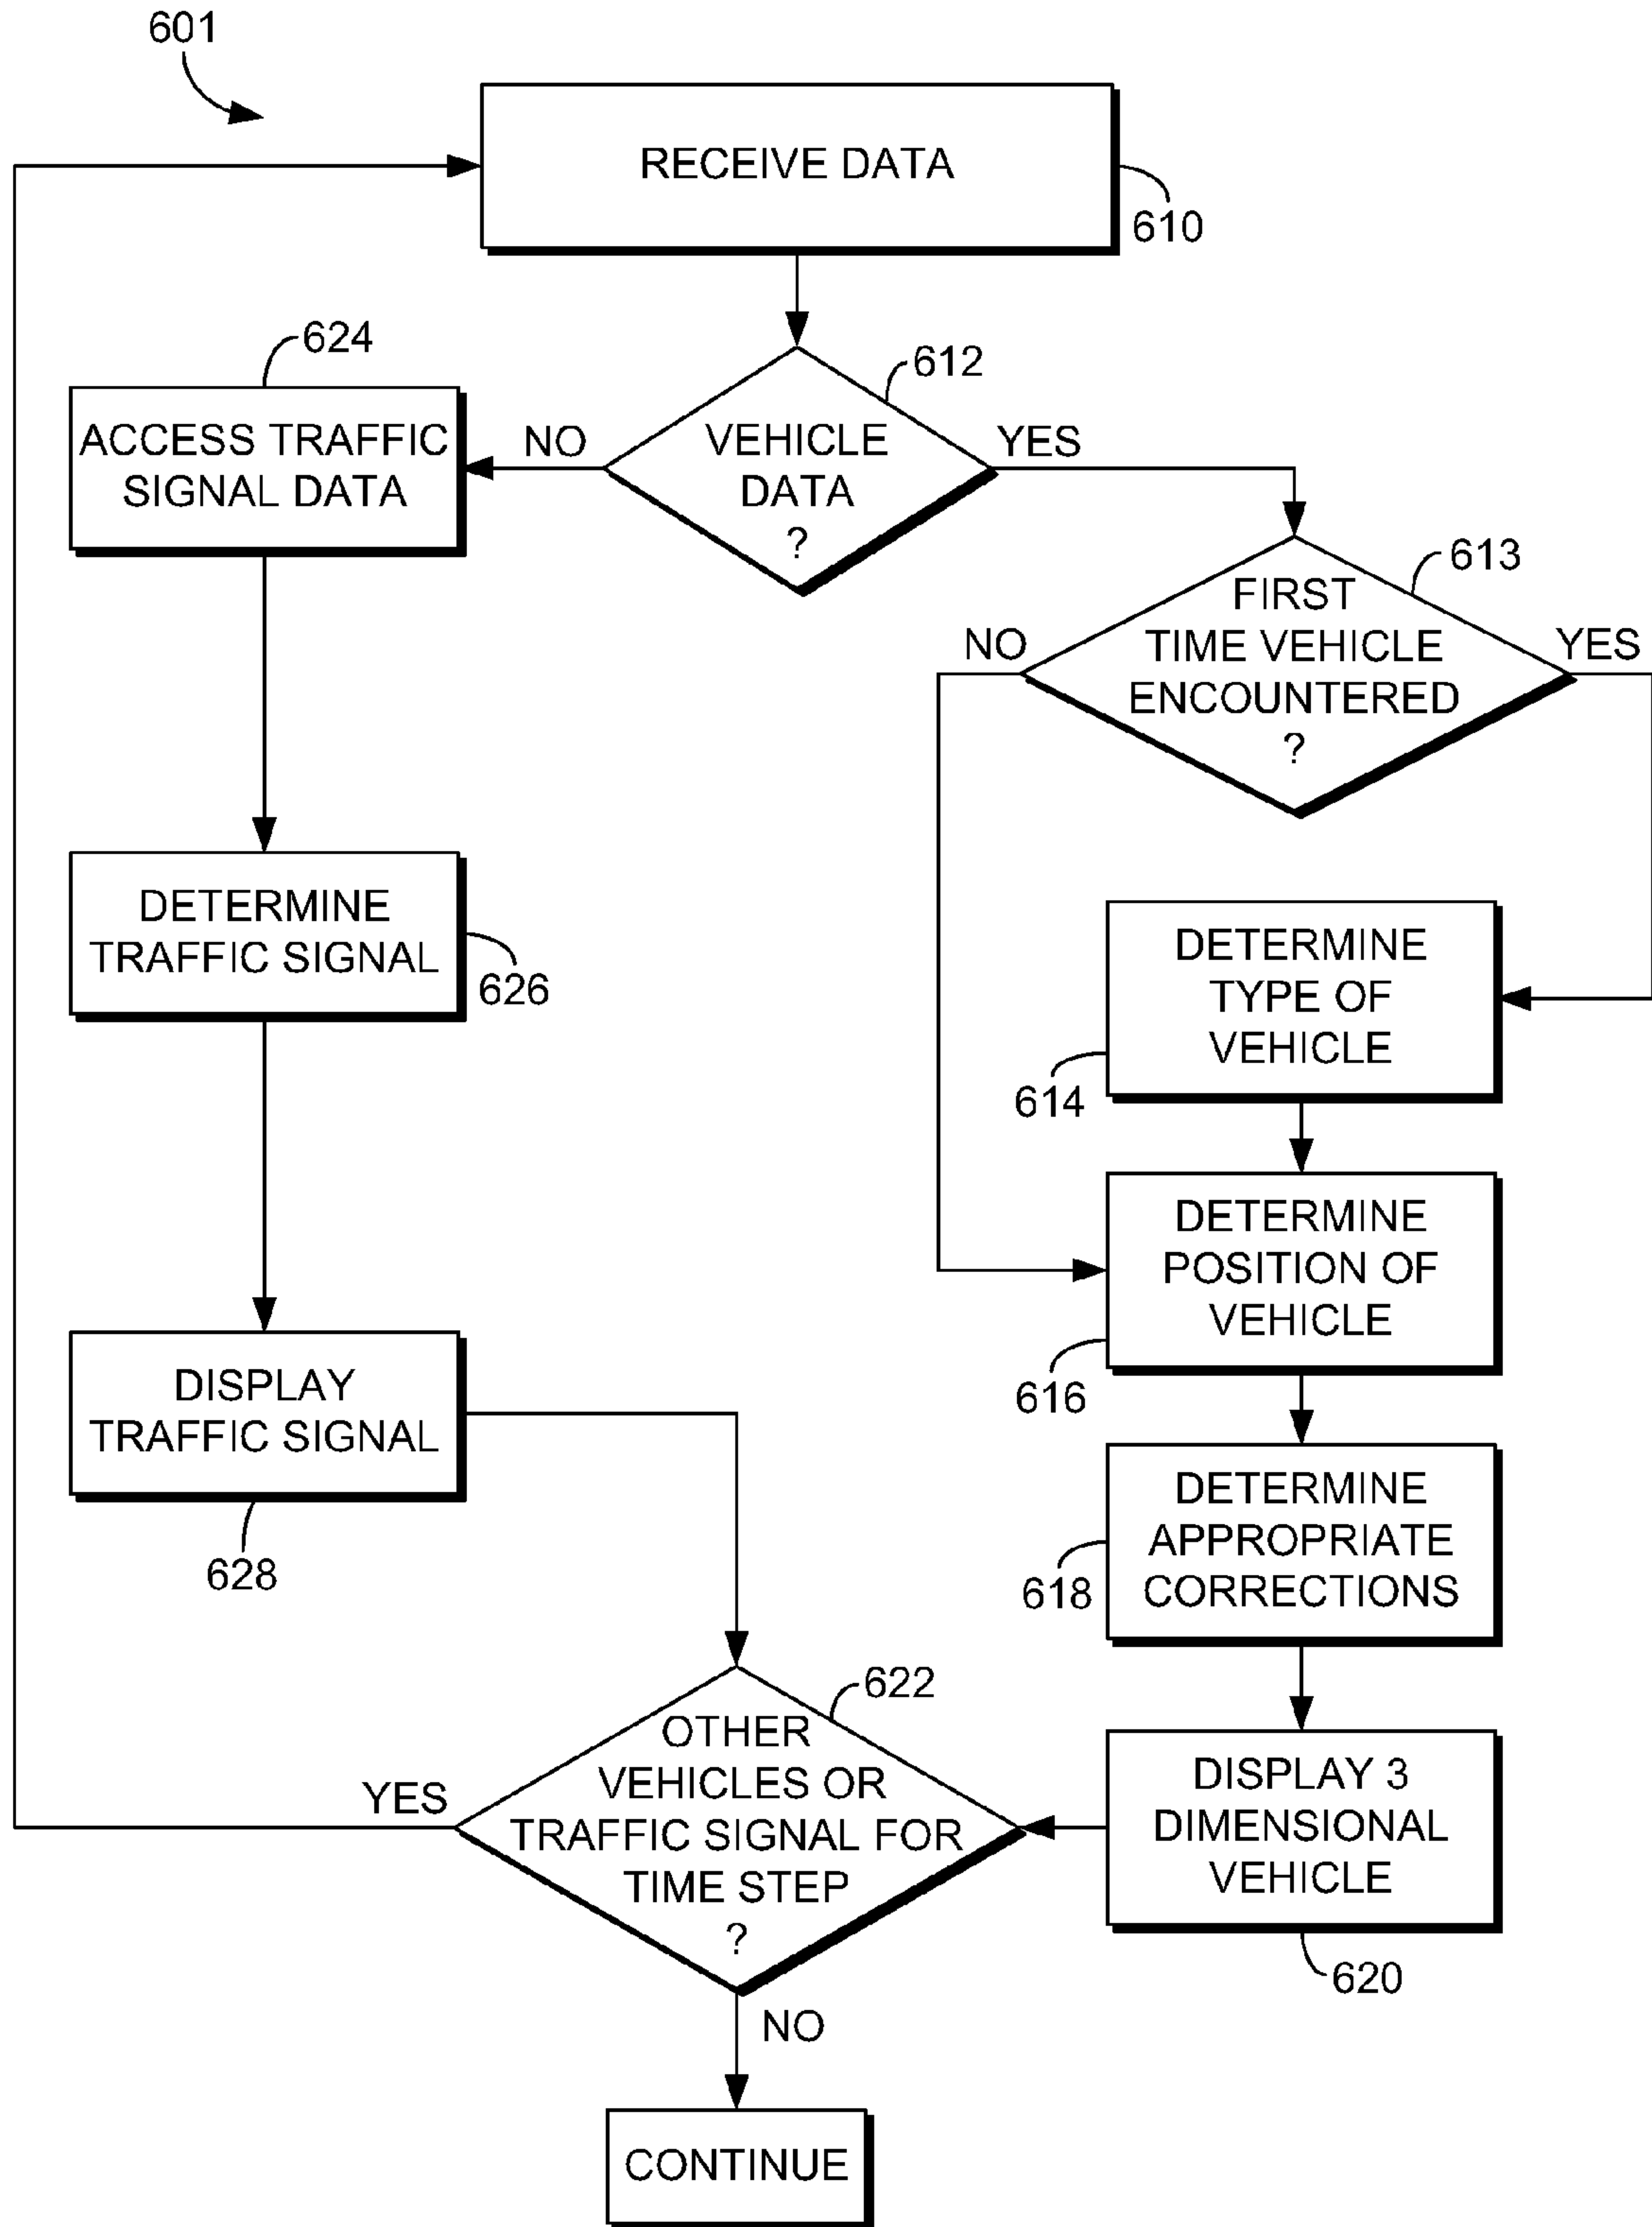 601
RECEIVE DATA
610
624
ACCESS TRAFFIC
SIGNAL DATA
NO
612
VEHICLE
DATA
?
YES
613
FIRST
TIME VEHICLE
ENCOUNTERED
?
NO
YES
DETERMINE
TRAFFIC SIGNAL
626
DETERMINE
TYPE OF
VEHICLE
614
DETERMINE
POSITION OF
VEHICLE
616
DISPLAY
TRAFFIC SIGNAL
628
DETERMINE
APPROPRIATE
CORRECTIONS
618
622
OTHER
VEHICLES OR
TRAFFIC SIGNAL FOR
TIME STEP
?
YES
DISPLAY 3
DIMENSIONAL
VEHICLE
620
NO
CONTINUE